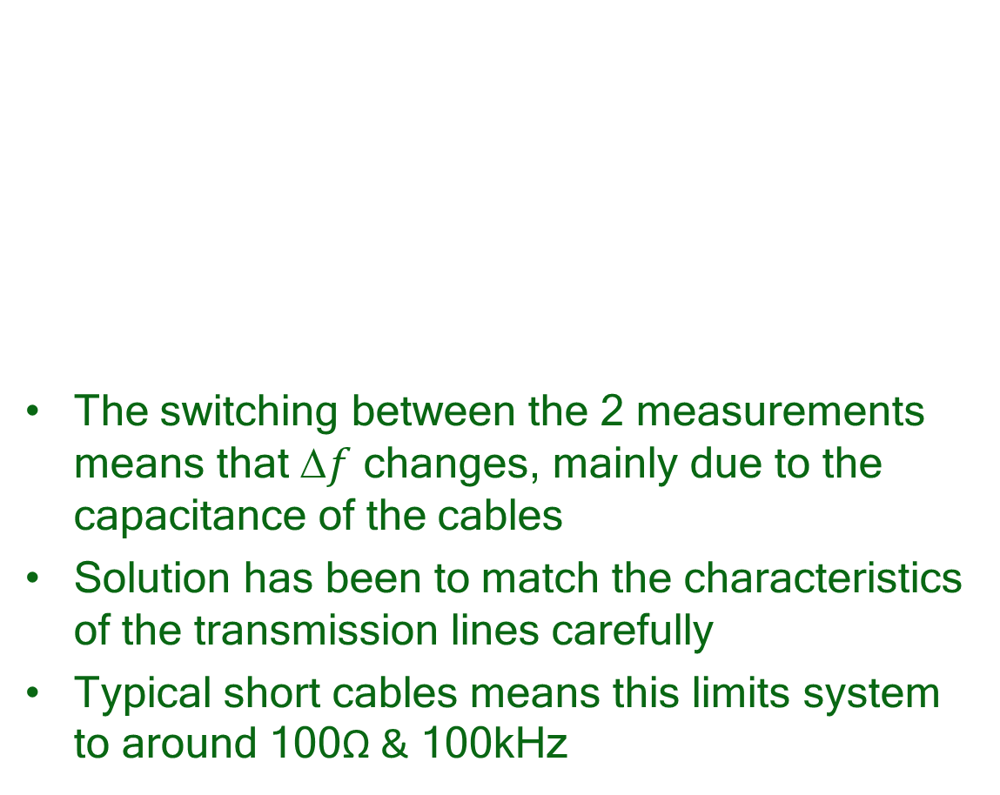 • The switching between the 2 measurements
means that Δf changes, mainly due to the
capacitance of the cables
• Solution has been to match the characteristics
of the transmission lines carefully
• Typical short cables means this limits system
to around 100Ω & 100kHz